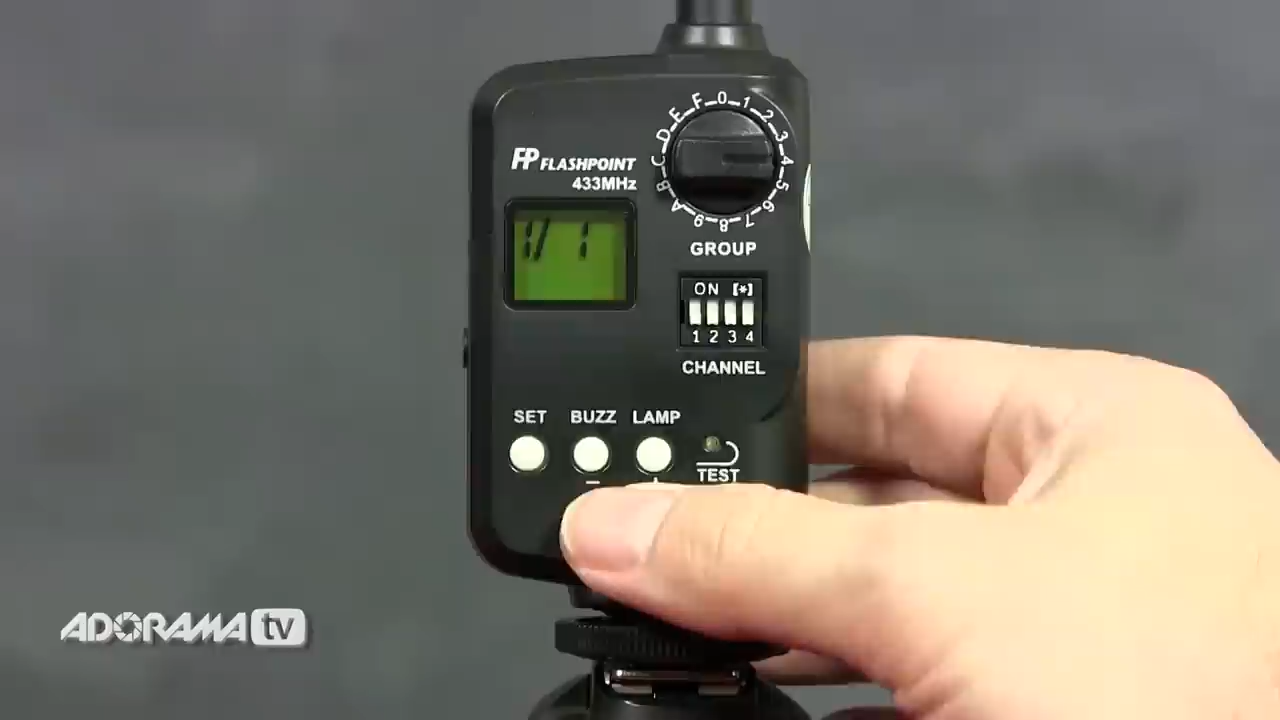 FP FLASHPOINT
433MHz
1/ 1
F 0 1 2 3 4 5 6 7 8 9 A B C D E
GROUP
ON [*]
1 2 3 4
CHANNEL
SET BUZZ LAMP
− +
TEST
ADORAMA tv